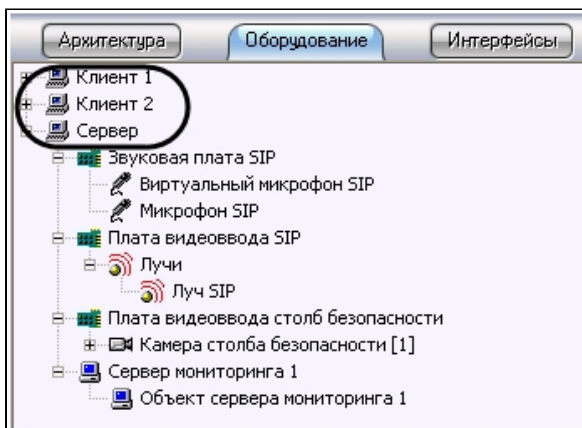 Архитектура Оборудование Интерфейсы
Клиент 1
Клиент 2
Сервер
Звуковая плата SIP
Виртуальный микрофон SIP
Микрофон SIP
Плата видеоввода SIP
Лучи
Луч SIP
Плата видеоввода столб безопасности
Камера столба безопасности [1]
Сервер мониторинга 1
Объект сервера мониторинга 1